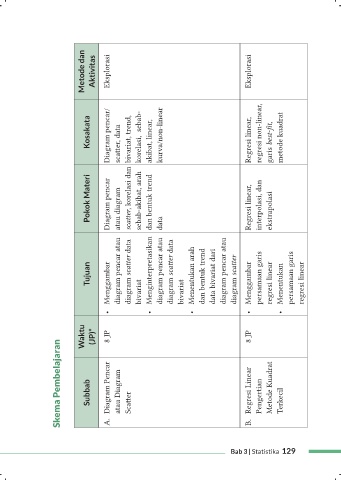 Skema Pembelajaran
Subbab
Waktu
(JP)*
Tujuan
Pokok Materi
Kosakata
Metode dan
Aktivitas
A. Diagram Pencar
atau Diagram
Scatter
8 JP
• Menggambar
diagram pencar atau
diagram scatter data
bivariat
• Menginterpretasikan
diagram pencar atau
diagram scatter data
bivariat
• Menentukan arah
dan bentuk trend
data bivariat dari
diagram pencar atau
diagram scatter
Diagram pencar
atau diagram
scatter, korelasi dan
sebab-akibat, arah
dan bentuk trend
data
Diagram pencar/
scatter, data
bivariat, trend,
korelasi, sebab-
akibat, linear,
kurva/non-linear
Eksplorasi
B. Regresi Linear
Pengertian
Metode Kuadrat
Terkecil
8 JP
• Menggambar
persamaan garis
regresi linear
• Menentukan
persamaan garis
regresi linear
Regresi linear,
interpolasi, dan
ekstrapolasi
Regresi linear,
regresi non-linear,
garis best-fit,
metode kuadrat
Eksplorasi
Bab 3 | Statistika 129